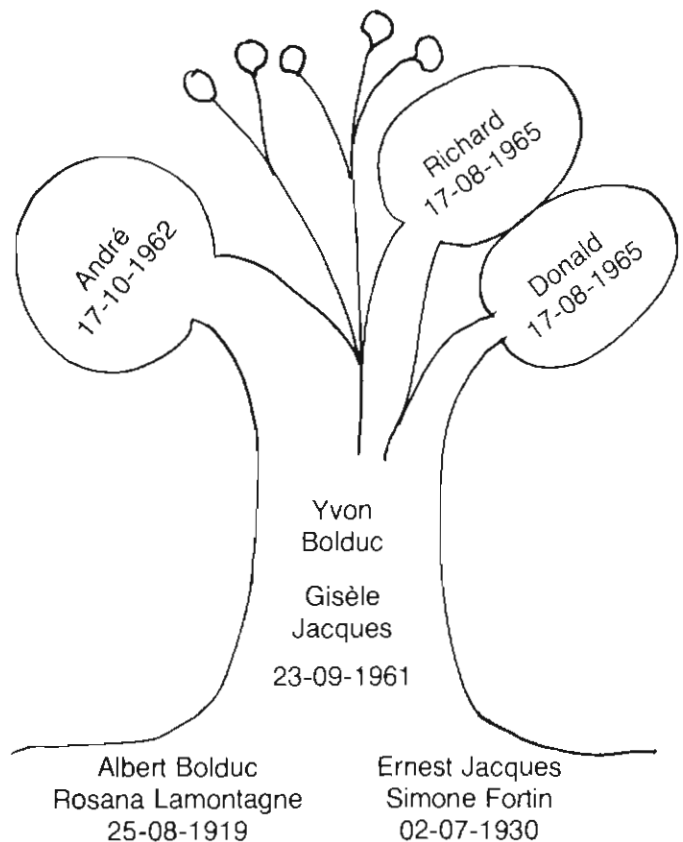 Richard
17-08-1965
André
17-10-1962
Donald
17-08-1965
Yvon
Bolduc
Gisèle
Jacques
23-09-1961
Albert Bolduc
Rosana Lamontagne
25-08-1919
Ernest Jacques
Simone Fortin
02-07-1930